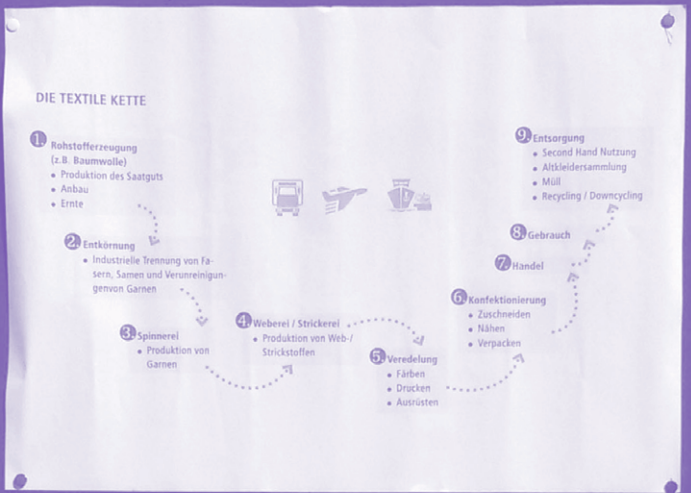 DIE TEXTILE KETTE
1. Rohstofferzeugung
(z.B. Baumwolle)
• Produktion des Saatguts
• Anbau
• Ernte
2. Entkörnung
• Industrielle Trennung von Fa-
sern, Samen und Verunreinigun-
genvon Garnen
3. Spinnerei
• Produktion von
Garnen
4. Weberei / Strickerei
• Produktion von Web-/
Strickstoffen
5. Veredelung
• Färben
• Drucken
• Ausrüsten
6. Konfektionierung
• Zuschneiden
• Nähen
• Verpacken
7. Handel
8. Gebrauch
9. Entsorgung
• Second Hand Nutzung
• Altkleidersammlung
• Müll
• Recycling / Downcycling